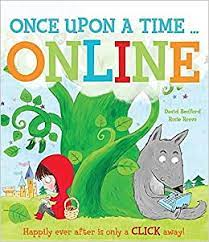 ONCE UPON A TIME ...
ONLINE
David Bedford
Rosie Reeve
Happily ever after is only a CLICK away!